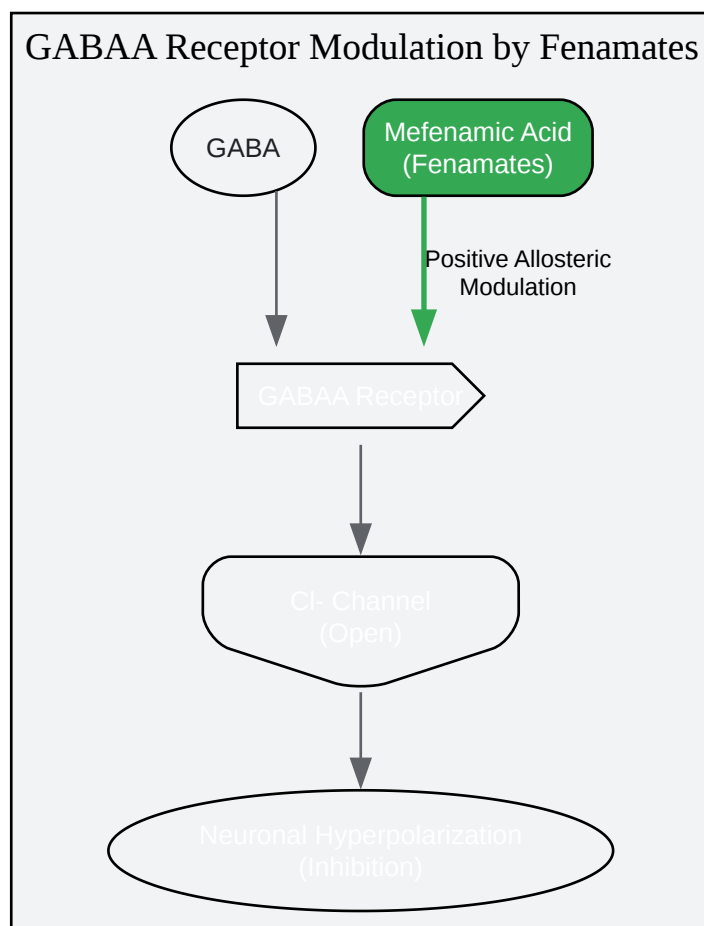 GABAA Receptor Modulation by Fenamates
GABA
Mefenamic Acid
(Fenamates)
Positive Allosteric
Modulation
GABAA Receptor
Cl- Channel
(Open)
Neuronal Hyperpolarization
(Inhibition)